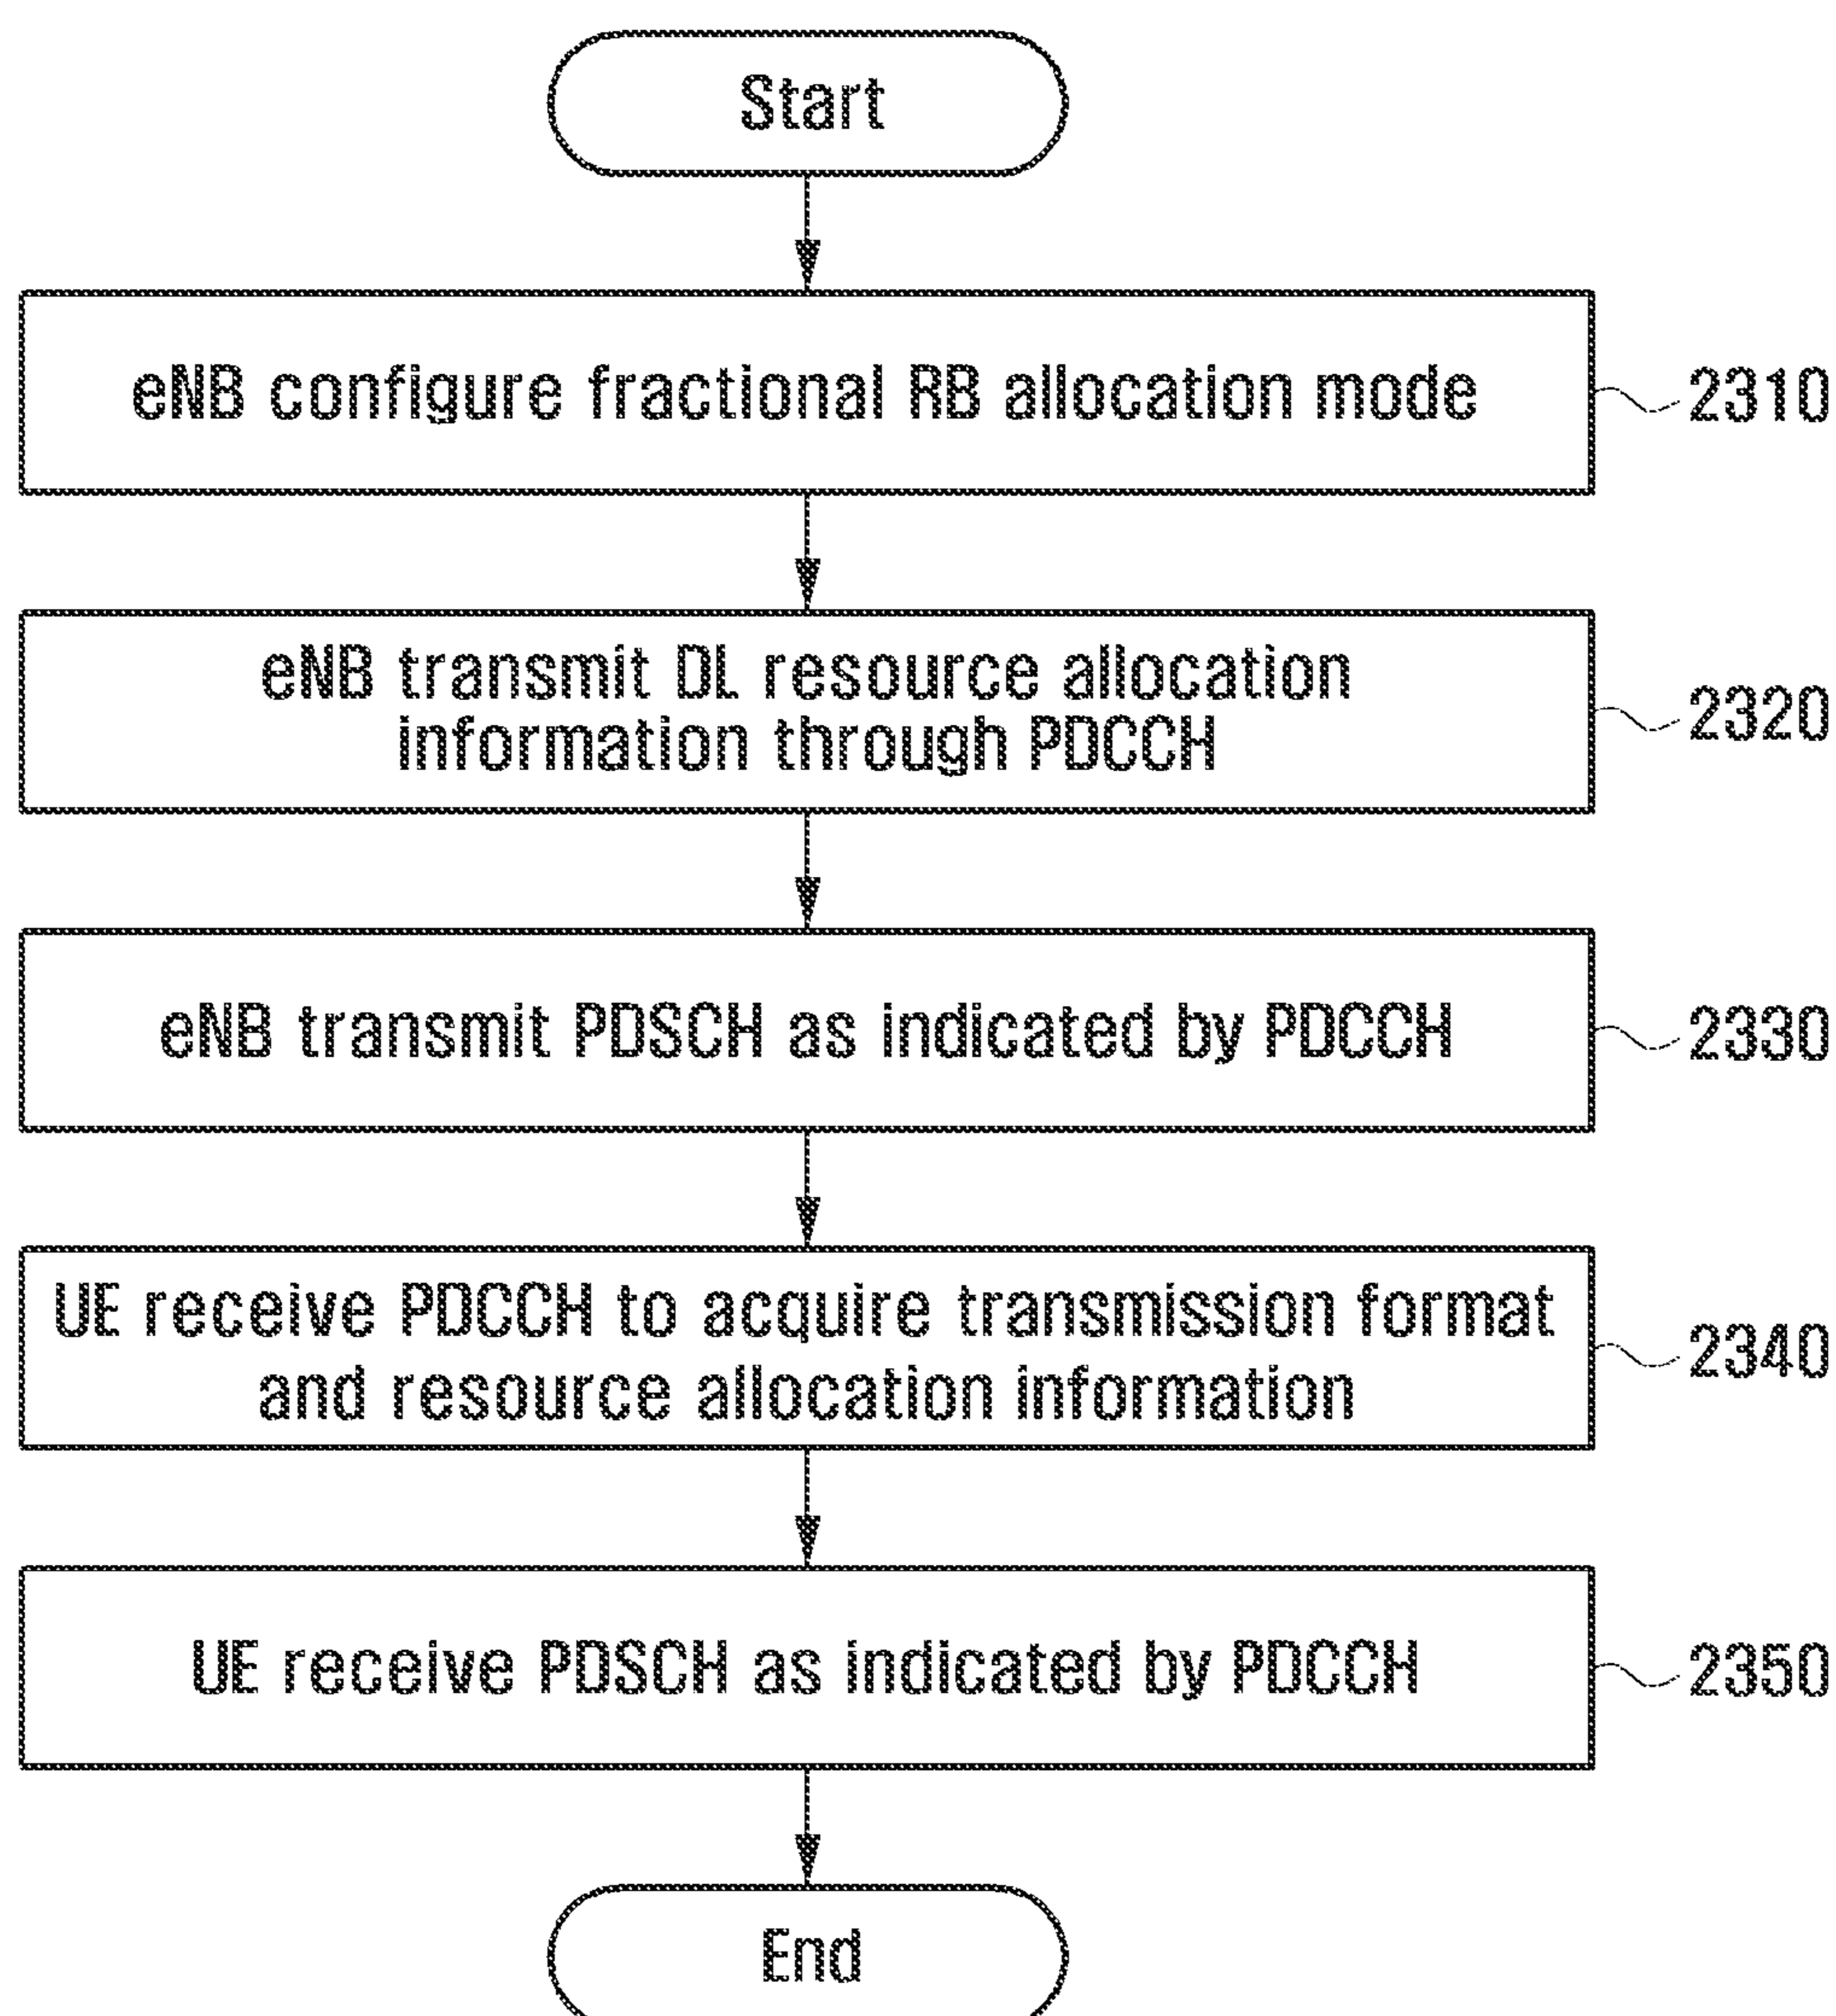 Start
eNB configure fractional RB allocation mode
2310
eNB transmit DL resource allocation
information through PDCCH
2320
eNB transmit PDSCH as indicated by PDCCH
2330
UE receive PDCCH to acquire transmission format
and resource allocation information
2340
UE receive PDSCH as indicated by PDCCH
2350
End